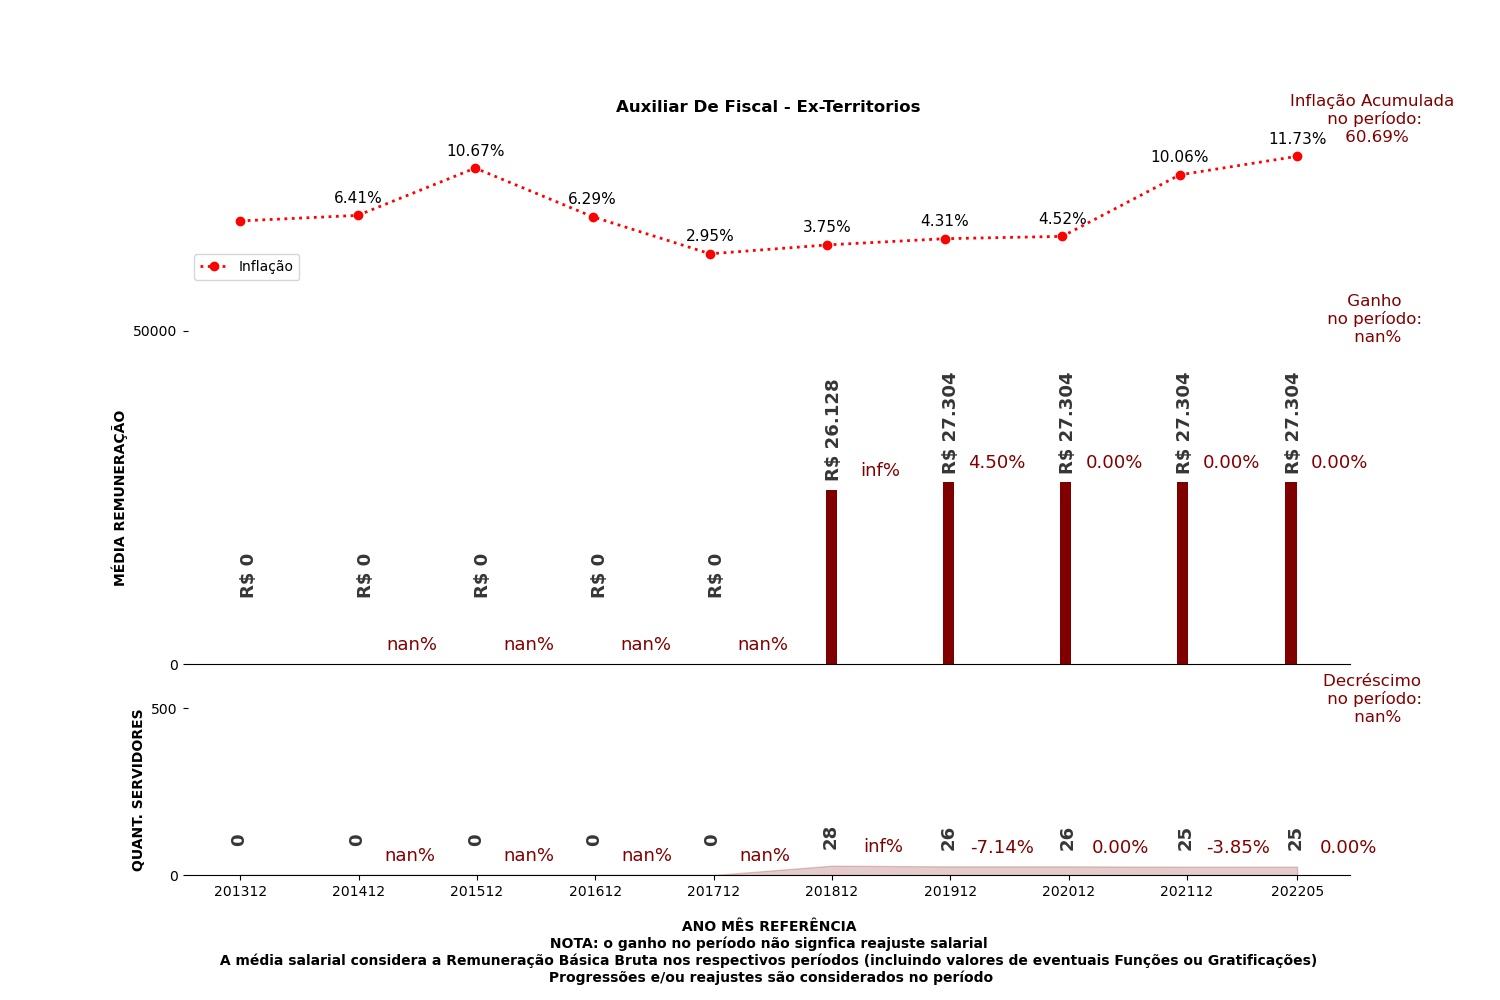 Auxiliar De Fiscal - Ex-Territorios
Inflação Acumulada
no período:
60.69%
6.41%
10.67%
6.29%
2.95%
3.75%
4.31%
4.52%
10.06%
11.73%
Inflação
Ganho
no período:
nan%
MÉDIA REMUNERAÇÃO
50000
0
R$ 0
R$ 0
R$ 0
R$ 0
R$ 0
R$ 26.128
R$ 27.304
R$ 27.304
R$ 27.304
R$ 27.304
nan%
nan%
nan%
nan%
inf%
4.50%
0.00%
0.00%
0.00%
Decréscimo
no período:
nan%
QUANT. SERVIDORES
500
0
0
0
0
0
0
28
26
26
25
25
nan%
nan%
nan%
nan%
inf%
-7.14%
0.00%
-3.85%
0.00%
201312
201412
201512
201612
201712
201812
201912
202012
202112
202205
ANO MÊS REFERÊNCIA
NOTA: o ganho no período não signfica reajuste salarial
A média salarial considera a Remuneração Básica Bruta nos respectivos períodos (incluindo valores de eventuais Funções ou Gratificações)
Progressões e/ou reajustes são considerados no período